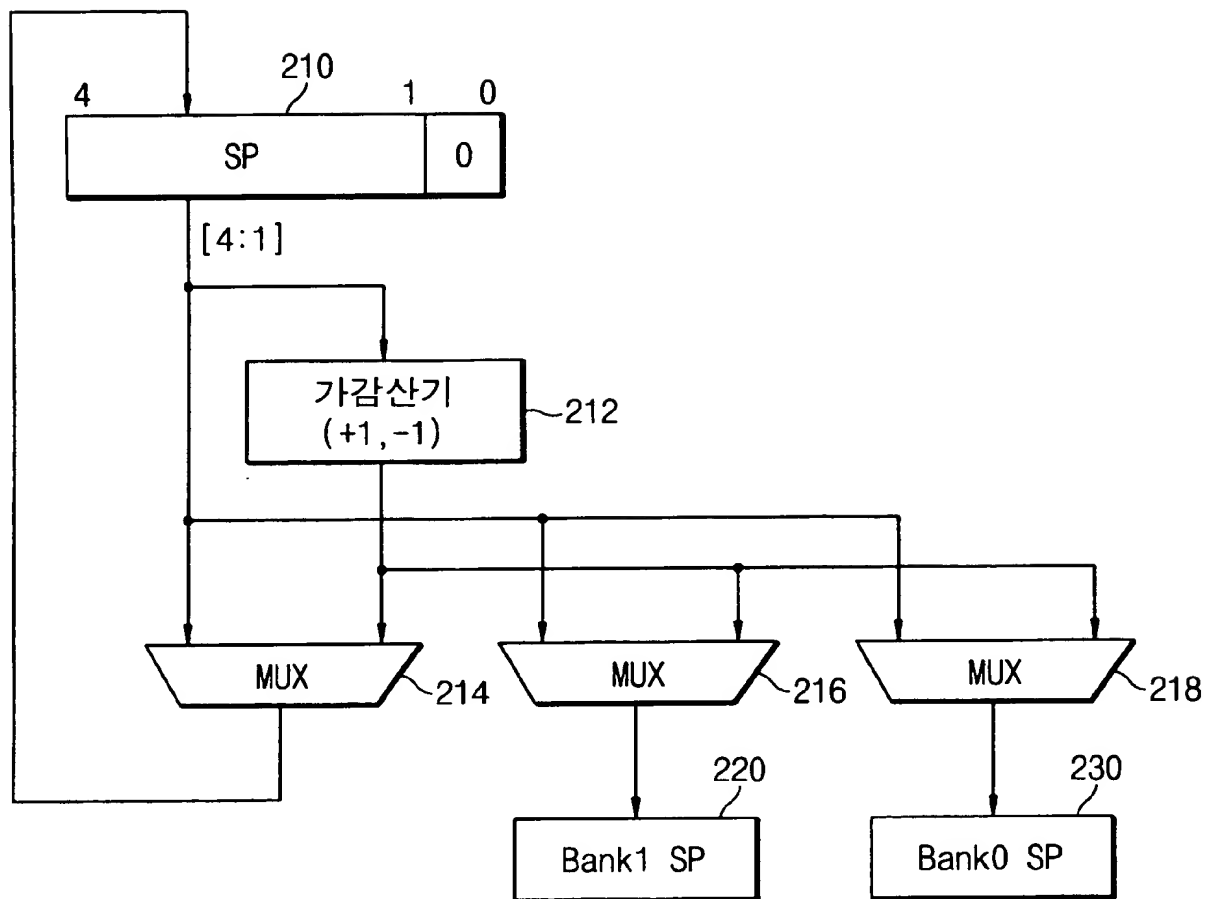 210
4 1 0
SP 0
[4:1]
가감산기
(+1,-1)
212
MUX 214
MUX 216
MUX 218
220
Bank1 SP
230
Bank0 SP